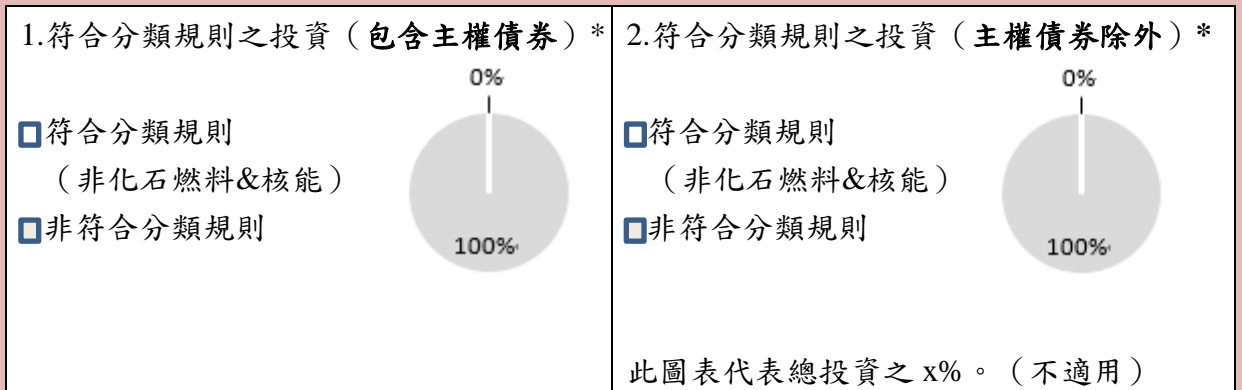 1.符合分類規則之投資（包含主權債券）*
0%
符合分類規則
（非化石燃料&核能）
非符合分類規則
100%
2.符合分類規則之投資（主權債券除外）*
0%
符合分類規則
（非化石燃料&核能）
非符合分類規則
100%
此圖表代表總投資之 x%。（不適用）